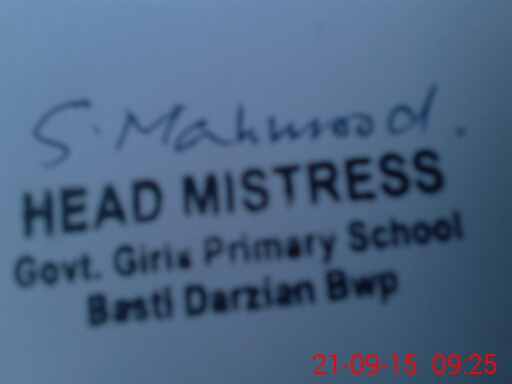 S. Mahmood.
HEAD MISTRESS
Govt. Girls Primary School
Basti Darzian Bwp
21-09-15 09:25